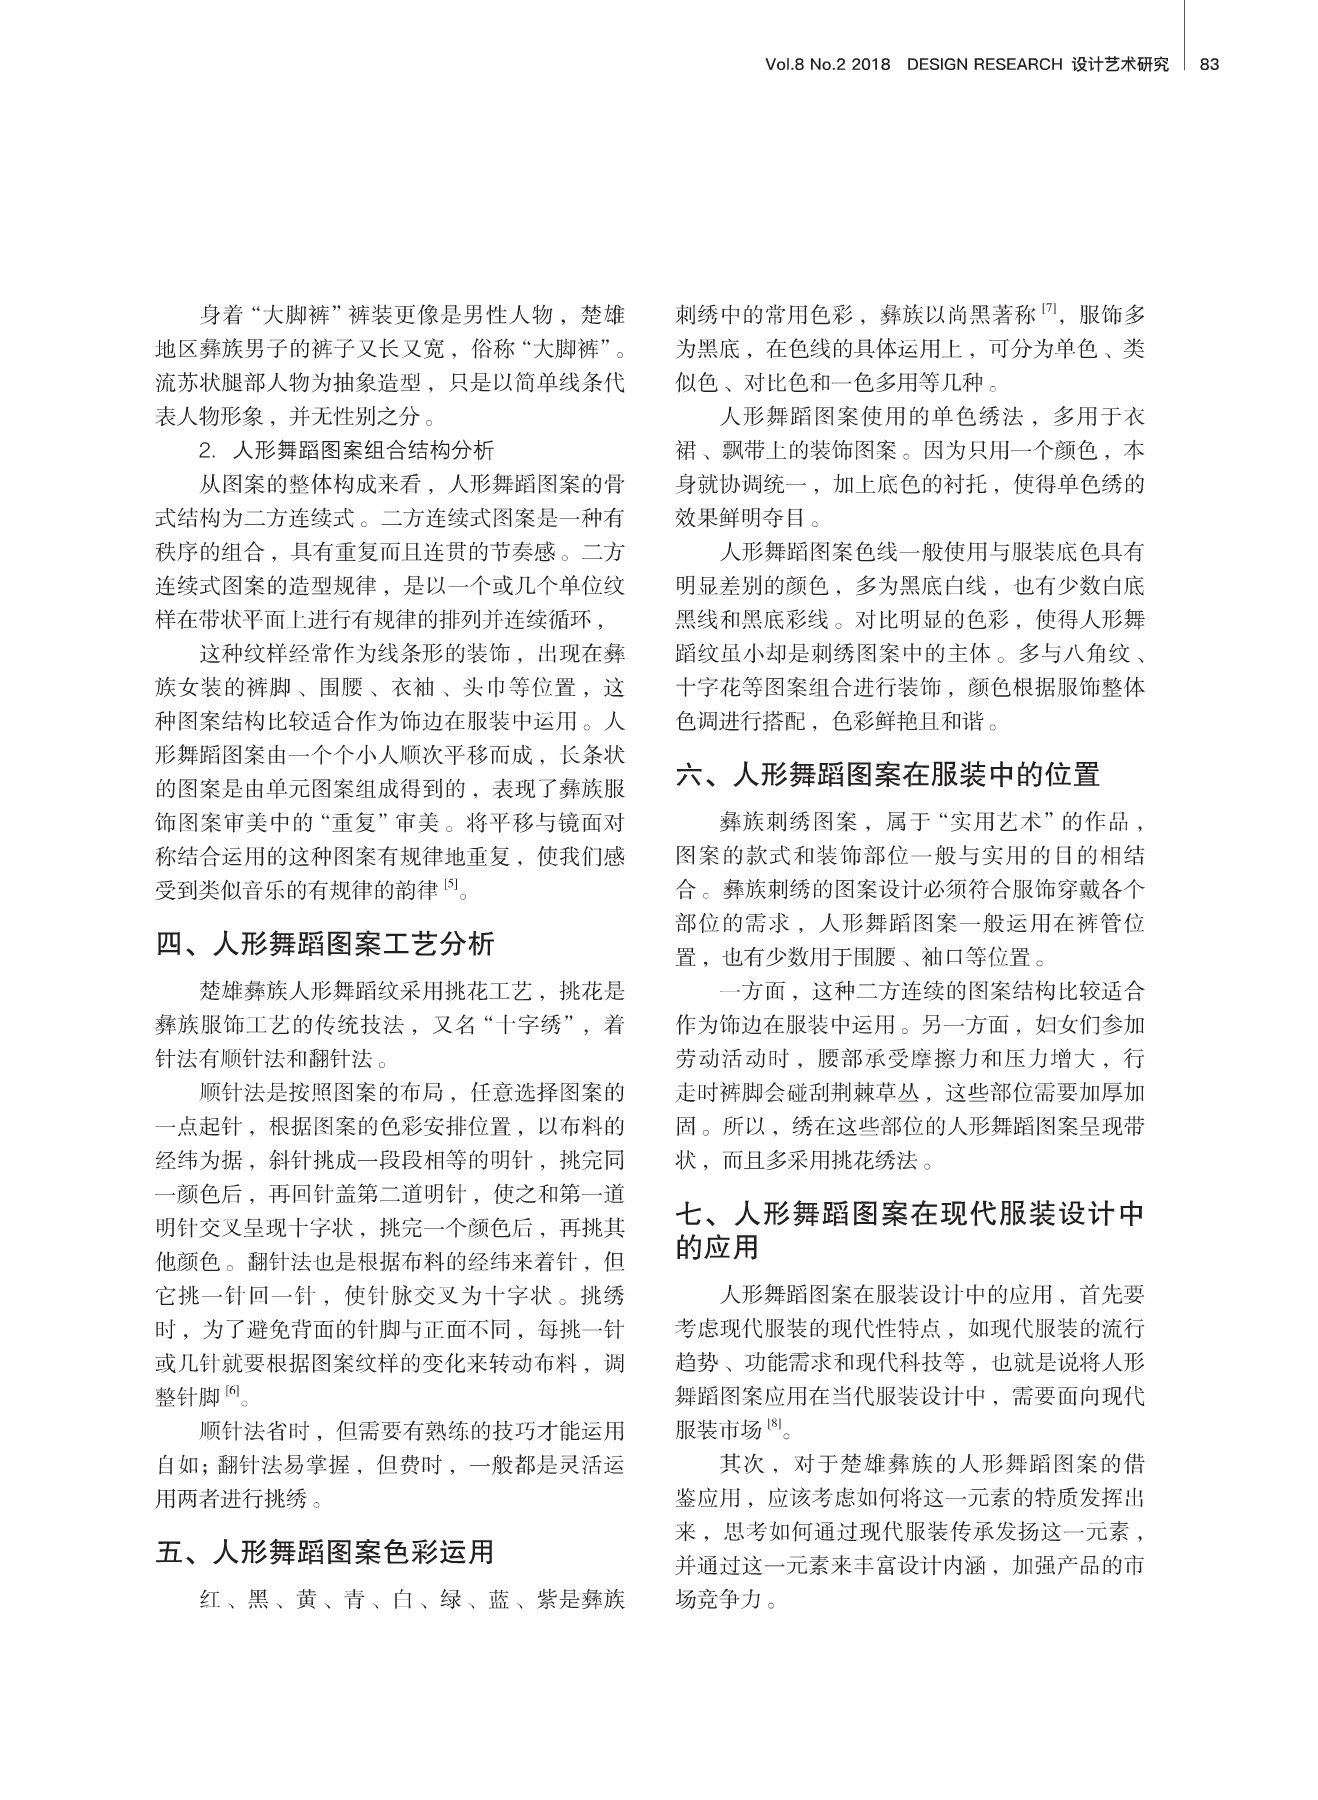 Vol.8 No.2 2018 DESIGN RESEARCH 设计艺术研究 83
身着“大脚裤”裤装更像是男性人物，楚雄
地区彝族男子的裤子又长又宽，俗称“大脚裤”。
流苏状腿部人物为抽象造型，只是以简单线条代
表人物形象，并无性别之分。
2. 人形舞蹈图案组合结构分析
从图案的整体构成来看，人形舞蹈图案的骨
式结构为二方连续式。二方连续式图案是一种有
秩序的组合，具有重复而且连贯的节奏感。二方
连续式图案的造型规律，是以一个或几个单位纹
样在带状平面上进行有规律的排列并连续循环，
这种纹样经常作为线条形的装饰，出现在彝
族女装的裤脚、围腰、衣袖、头巾等位置，这
种图案结构比较适合作为饰边在服装中运用。人
形舞蹈图案由一个个小人顺次平移而成，长条状
的图案是由单元图案组成得到的，表现了彝族服
饰图案审美中的“重复”审美。将平移与镜面对
称结合运用的这种图案有规律地重复，使我们感
受到类似音乐的有规律的韵律[5]。
四、人形舞蹈图案工艺分析
楚雄彝族人形舞蹈纹采用挑花工艺，挑花是
彝族服饰工艺的传统技法，又名“十字绣”，着
针法有顺针法和翻针法。
顺针法是按照图案的布局，任意选择图案的
一点起针，根据图案的色彩安排位置，以布料的
经纬为据，斜针挑成一段段相等的明针，挑完同
一颜色后，再回针盖第二道明针，使之和第一道
明针交叉呈现十字状，挑完一个颜色后，再挑其
他颜色。翻针法也是根据布料的经纬来着针，但
它挑一针回一针，使针脉交叉为十字状。挑绣
时，为了避免背面的针脚与正面不同，每挑一针
或几针就要根据图案纹样的变化来转动布料，调
整针脚[6]。
顺针法省时，但需要有熟练的技巧才能运用
自如；翻针法易掌握，但费时，一般都是灵活运
用两者进行挑绣。
五、人形舞蹈图案色彩运用
红、黑、黄、青、白、绿、蓝、紫是彝族
刺绣中的常用色彩，彝族以尚黑著称[7]，服饰多
为黑底，在色线的具体运用上，可分为单色、类
似色、对比色和一色多用等几种。
人形舞蹈图案使用的单色绣法，多用于衣
裙、飘带上的装饰图案。因为只用一个颜色，本
身就协调统一，加上底色的衬托，使得单色绣的
效果鲜明夺目。
人形舞蹈图案色线一般使用与服装底色具有
明显差别的颜色，多为黑底白线，也有少数白底
黑线和黑底彩线。对比明显的色彩，使得人形舞
蹈纹虽小却是刺绣图案中的主体。多与八角纹、
十字花等图案组合进行装饰，颜色根据服饰整体
色调进行搭配，色彩鲜艳且和谐。
六、人形舞蹈图案在服装中的位置
彝族刺绣图案，属于“实用艺术”的作品，
图案的款式和装饰部位一般与实用的目的相结
合。彝族刺绣的图案设计必须符合服饰穿戴各个
部位的需求，人形舞蹈图案一般运用在裤管位
置，也有少数用于围腰、袖口等位置。
一方面，这种二方连续的图案结构比较适合
作为饰边在服装中运用。另一方面，妇女们参加
劳动活动时，腰部承受摩擦力和压力增大，行
走时裤脚会碰刮荆棘草丛，这些部位需要加厚加
固。所以，绣在这些部位的人形舞蹈图案呈现带
状，而且多采用挑花绣法。
七、人形舞蹈图案在现代服装设计中
的应用
人形舞蹈图案在服装设计中的应用，首先要
考虑现代服装的现代性特点，如现代服装的流行
趋势、功能需求和现代科技等，也就是说将人形
舞蹈图案应用在当代服装设计中，需要面向现代
服装市场[8]。
其次，对于楚雄彝族的人形舞蹈图案的借
鉴应用，应该考虑如何将这一元素的特质发挥出
来，思考如何通过现代服装传承发扬这一元素，
并通过这一元素来丰富设计内涵，加强产品的市
场竞争力。